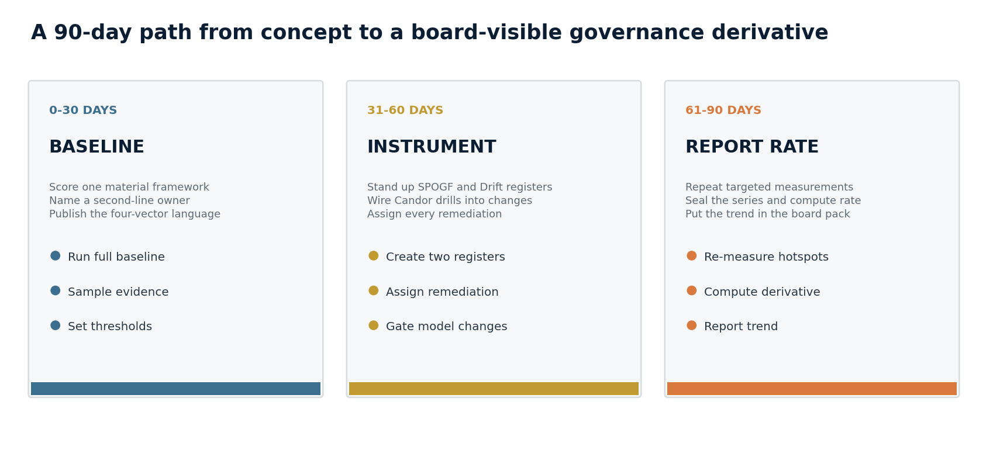 A 90-day path from concept to a board-visible governance derivative
0-30 DAYS
BASELINE
Score one material framework
Name a second-line owner
Publish the four-vector language
Run full baseline
Sample evidence
Set thresholds
31-60 DAYS
INSTRUMENT
Stand up SPOGF and Drift registers
Wire Candor drills into changes
Assign every remediation
Create two registers
Assign remediation
Gate model changes
61-90 DAYS
REPORT RATE
Repeat targeted measurements
Seal the series and compute rate
Put the trend in the board pack
Re-measure hotspots
Compute derivative
Report trend